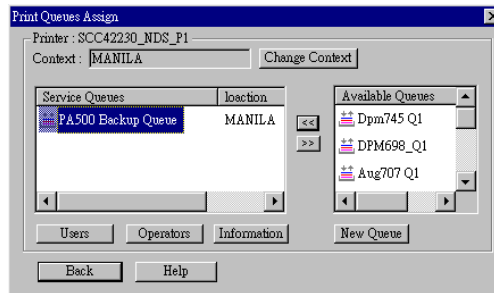 Print Queues Assign
Printer : SCC42230_NDS_P1
Context : MANILA Change Context
Service Queues loaction Available Queues
PA500 Backup Queue MANILA << Dpm745 Q1
>> DPM698_Q1
Aug707 Q1
Users Operators Information New Queue
Back Help